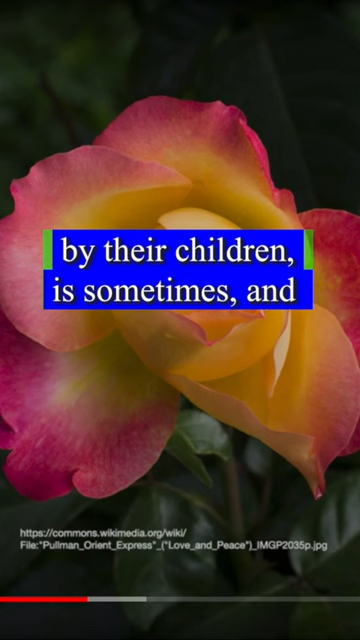 by their children,
is sometimes, and
https://commons.wikimedia.org/wiki/
File:"Pullman_Orient_Express"_("Love_and_Peace")_IMGP2035p.jpg